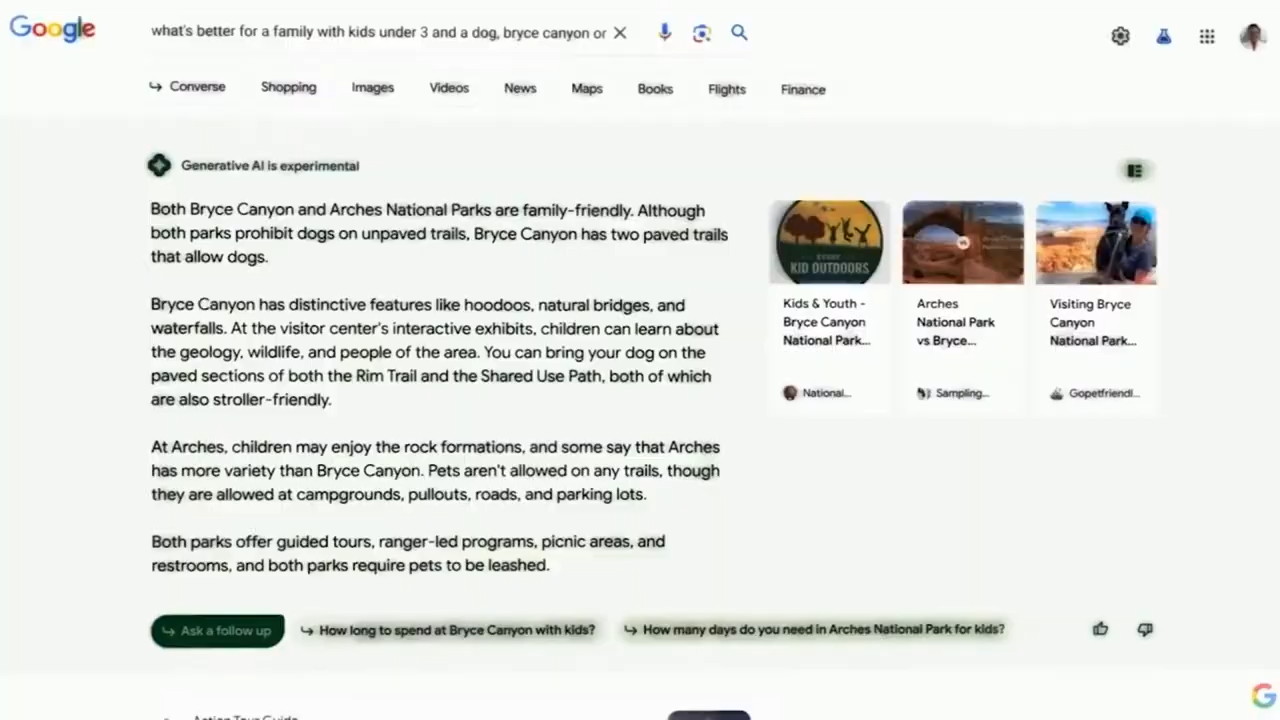 Google
what's better for a family with kids under 3 and a dog, bryce canyon or
Converse
Shopping
Images
Videos
News
Maps
Books
Flights
Finance
Generative AI is experimental
Both Bryce Canyon and Arches National Parks are family-friendly. Although
both parks prohibit dogs on unpaved trails, Bryce Canyon has two paved trails
that allow dogs.
Bryce Canyon has distinctive features like hoodoos, natural bridges, and
waterfalls. At the visitor center's interactive exhibits, children can learn about
the geology, wildlife, and people of the area. You can bring your dog on the
paved sections of both the Rim Trail and the Shared Use Path, both of which
are also stroller-friendly.
At Arches, children may enjoy the rock formations, and some say that Arches
has more variety than Bryce Canyon. Pets aren't allowed on any trails, though
they are allowed at campgrounds, pullouts, roads, and parking lots.
Both parks offer guided tours, ranger-led programs, picnic areas, and
restrooms, and both parks require pets to be leashed.
KID OUTDOORS
Kids & Youth -
Bryce Canyon
National Park...
National...
Arches
National Park
vs Bryce...
Sampling...
Visiting Bryce
Canyon
National Park...
Gopetfriendl...
Ask a follow up
How long to spend at Bryce Canyon with kids?
How many days do you need in Arches National Park for kids?
G